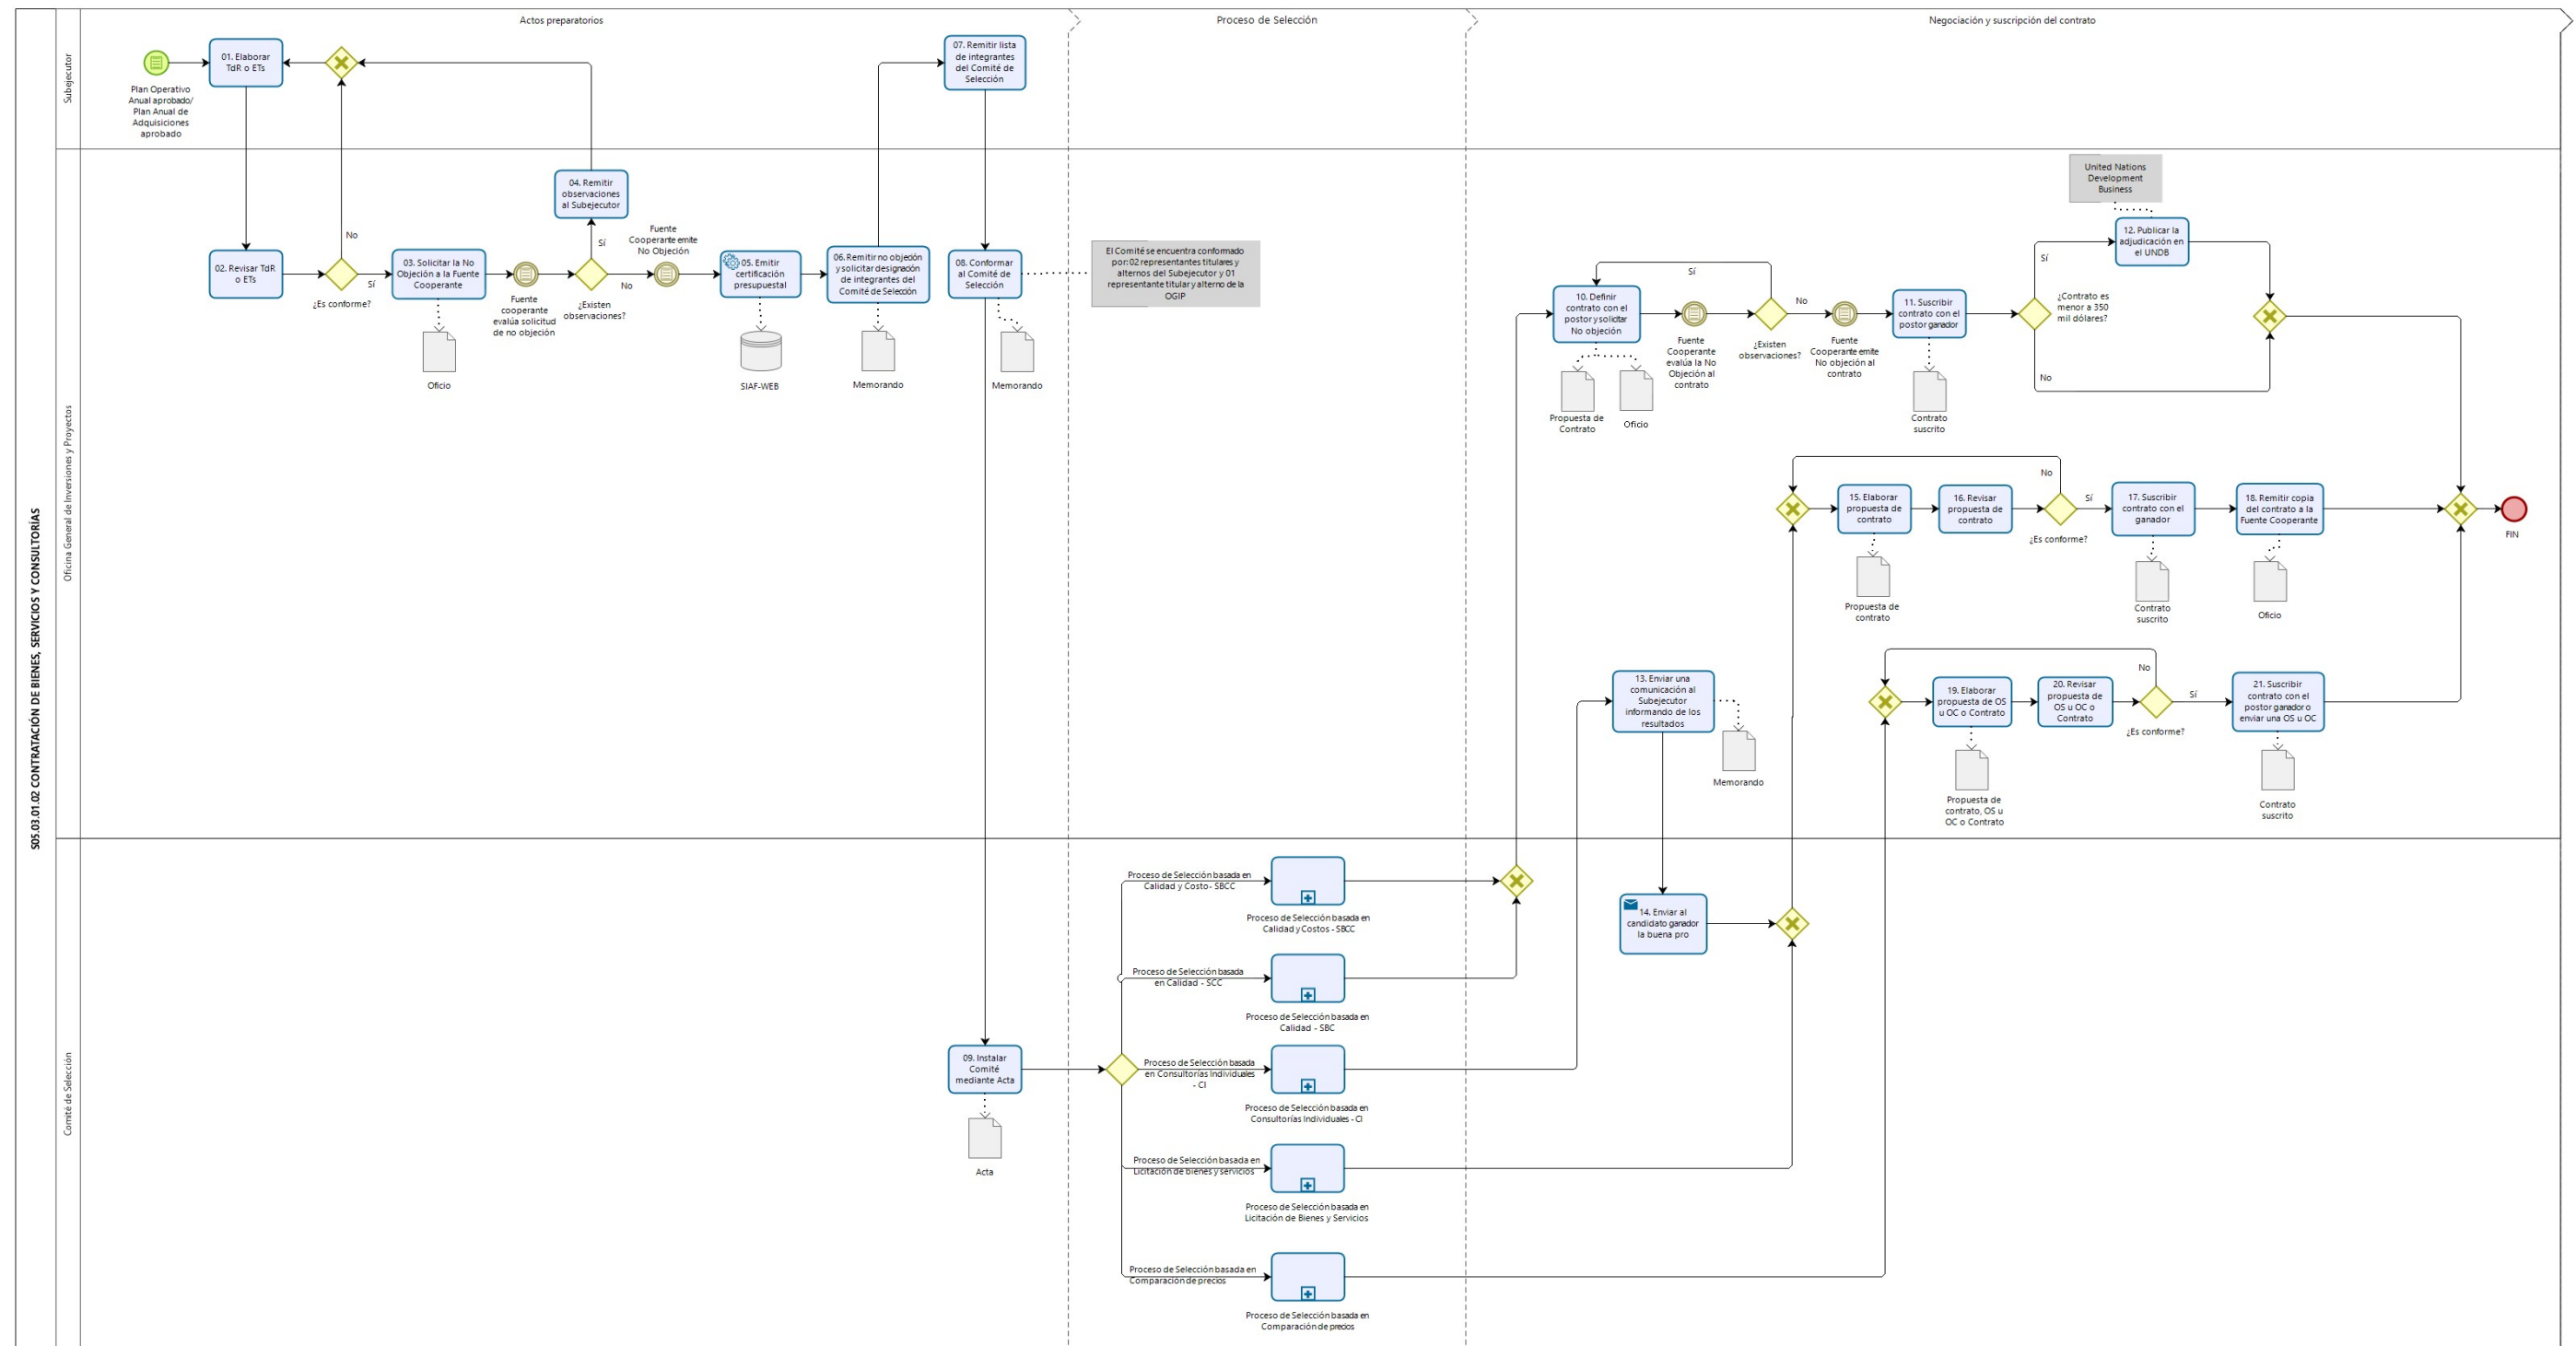 Actos preparatorios
Proceso de Selección
Negociación y suscripción del contrato
S05.03.01.02 CONTRATACIÓN DE BIENES, SERVICIOS Y CONSULTORÍAS
Subejecutor
Plan Operativo
Anual aprobado/
Plan Anual de
Adquisiciones
aprobado
01. Elaborar
TdR o ETs
07. Remitir lista
de integrantes
del Comité de
Selección
Oficina General de Inversiones y Proyectos
02. Revisar TdR
o ETs
No
¿Es conforme?
Sí
03. Solicitar la No
Objeción a la Fuente
Cooperante
Oficio
Fuente
cooperante
evalúa solicitud
de no objeción
04. Remitir
observaciones
al Subejecutor
Sí
¿Existen
observaciones?
No
Fuente
Cooperante emite
No Objeción
05. Emitir
certificación
presupuestal
SIAF-WEB
06. Remitir no objeción
y solicitar designación
de integrantes del
Comité de Selección
Memorando
08. Conformar
al Comité de
Selección
Memorando
El Comité se encuentra conformado
por: 02 representantes titulares y
alternos del Subejecutor y 01
representante titular y alterno de la
OGIP
10. Definir
contrato con el
postor y solicitar
No objeción
Propuesta de
Contrato
Oficio
Sí
Fuente
Cooperante
evalúa la No
Objeción al
contrato
¿Existen
observaciones?
No
Fuente
Cooperante emite
No objeción al
contrato
11. Suscribir
contrato con el
postor ganador
Contrato
suscrito
¿Contrato es
menor a 350
mil dólares?
Sí
No
United Nations
Development
Business
12. Publicar la
adjudicación en
el UNDB
15. Elaborar
propuesta de
contrato
Propuesta de
contrato
16. Revisar
propuesta de
contrato
No
¿Es conforme?
Sí
17. Suscribir
contrato con el
ganador
Contrato
suscrito
18. Remitir copia
del contrato a la
Fuente Cooperante
Oficio
FIN
13. Enviar una
comunicación al
Subejecutor
informando de los
resultados
Memorando
19. Elaborar
propuesta de OS
u OC o Contrato
Propuesta de
contrato, OS u
OC o Contrato
20. Revisar
propuesta de
OS u OC o
Contrato
No
¿Es conforme?
Sí
21. Suscribir
contrato con el
postor ganador o
enviar una OS u OC
Contrato
suscrito
Comité de Selección
09. Instalar
Comité
mediante Acta
Acta
Proceso de Selección basada en
Calidad y Costo- SBCC
Proceso de Selección basada en
Calidad y Costos - SBCC
Proceso de Selección basada
en Calidad - SCC
Proceso de Selección basada en
Calidad - SBC
Proceso de Selección basada
en Consultorías Individuales
- CI
Proceso de Selección basada en
Consultorías Individuales - CI
Proceso de Selección basada en
Licitación de bienes y servicios
Proceso de Selección basada en
Licitación de Bienes y Servicios
Proceso de Selección basada en
Comparación de precios
Proceso de Selección basada en
Comparación de precios
14. Enviar al
candidato ganador
la buena pro